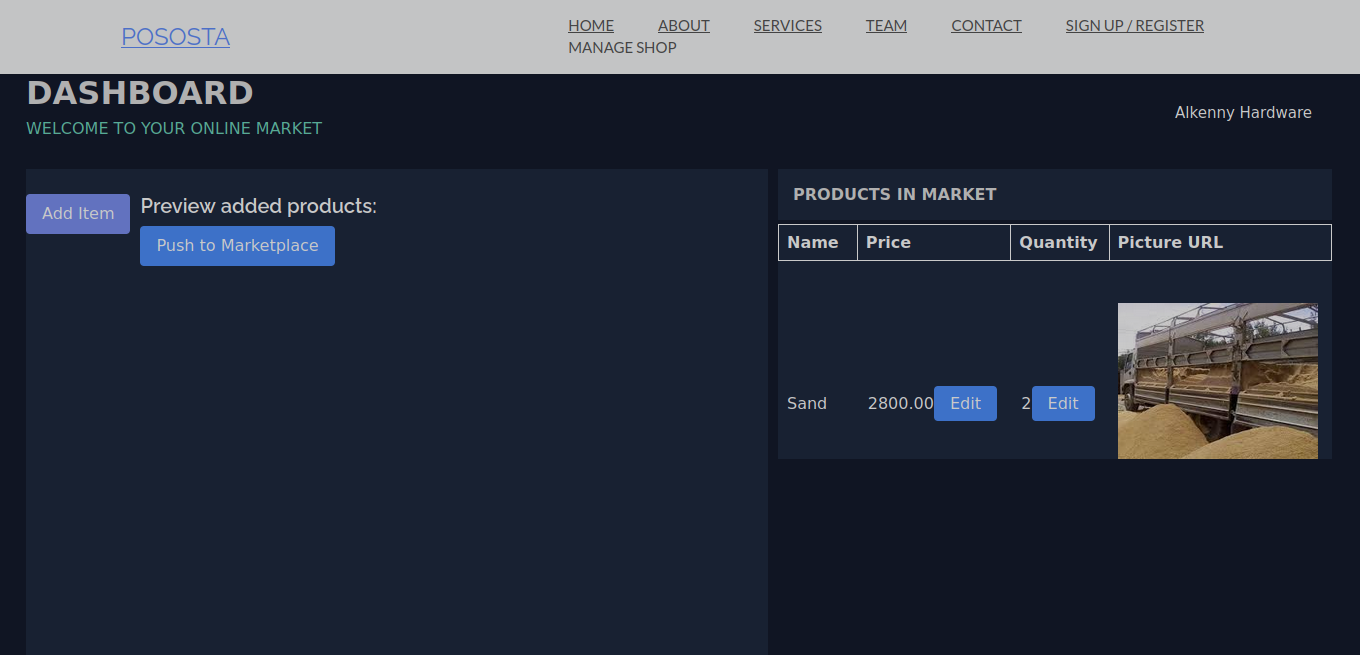 POSOSTA
HOME ABOUT SERVICES TEAM CONTACT SIGN UP / REGISTER
MANAGE SHOP
DASHBOARD
WELCOME TO YOUR ONLINE MARKET
Alkenny Hardware
Add Item
Preview added products:
Push to Marketplace
PRODUCTS IN MARKET
Name Price Quantity Picture URL
Sand 2800.00 Edit 2 Edit